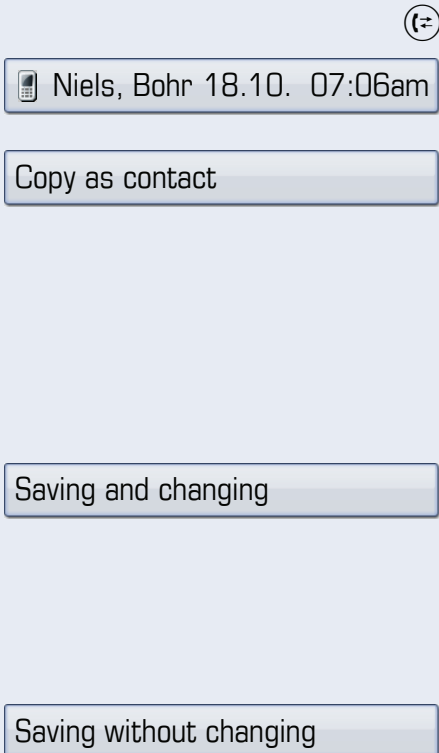 Niels, Bohr 18.10. 07:06am
Copy as contact
Saving and changing
Saving without changing